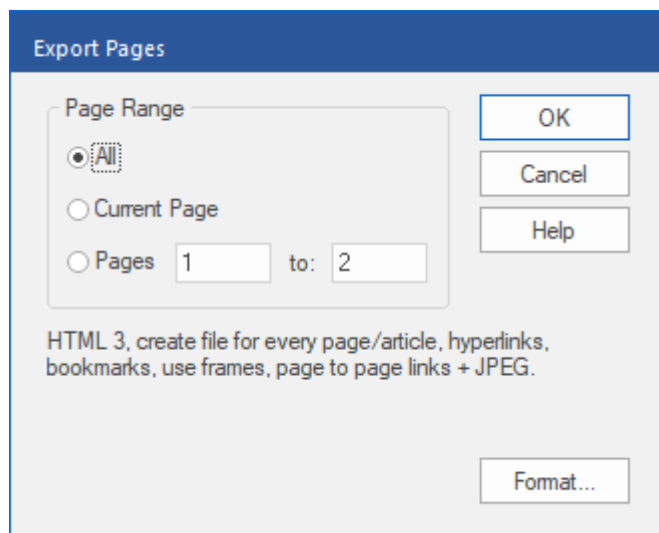 Export Pages
Page Range
All
Current Page
Pages 1 to: 2
OK
Cancel
Help
HTML 3, create file for every page/article, hyperlinks,
bookmarks, use frames, page to page links + JPEG.
Format...